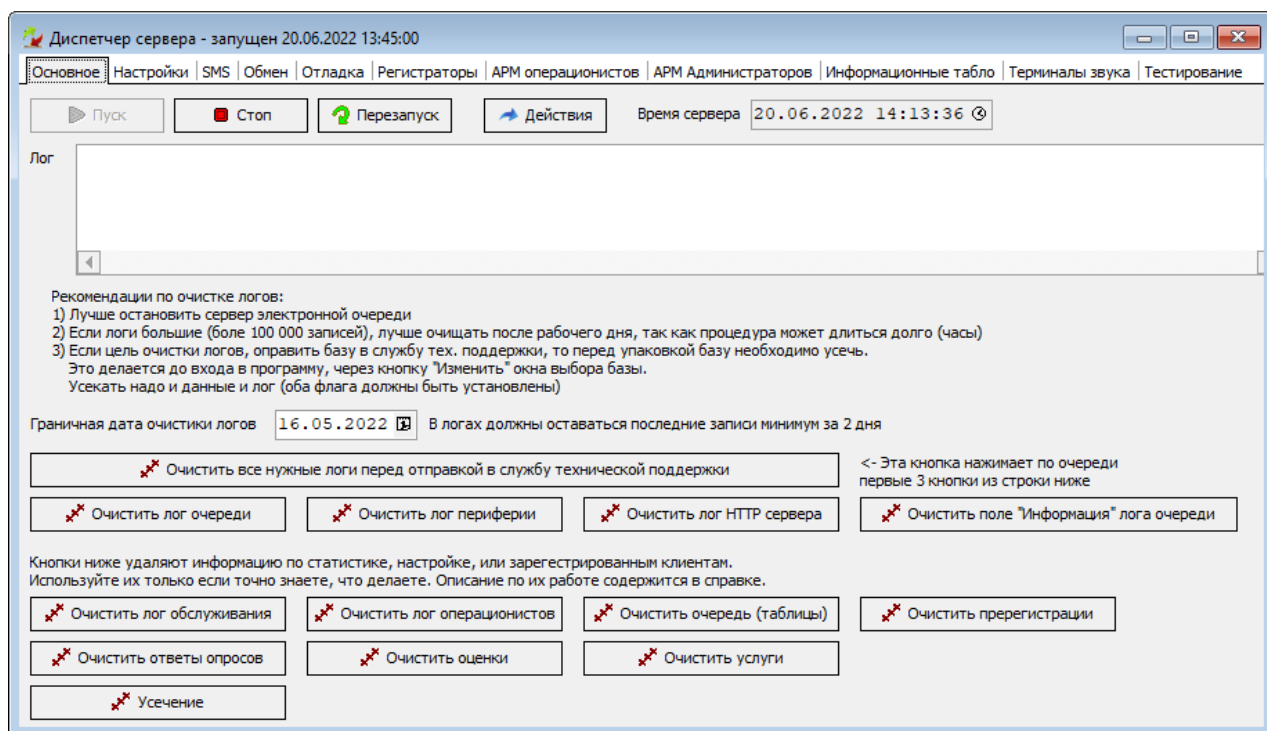 Диспетчер сервера - запущен 20.06.2022 13:45:00
Основное Настройки SMS Обмен Отладка Регистраторы АРМ операционистов АРМ Администраторов Информационные табло Терминалы звука Тестирование
Пуск Стоп Перезапуск Действия Время сервера 20.06.2022 14:13:36
Лог
Рекомендации по очистке логов:
1) Лучше остановить сервер электронной очереди
2) Если логи большие (боле 100 000 записей), лучше очищать после рабочего дня, так как процедура может длиться долго (часы)
3) Если цель очистки логов, оправить базу в службу тех. поддержки, то перед упаковкой базу необходимо усечь.
Это делается до входа в программу, через кнопку "Изменить" окна выбора базы.
Усекать надо и данные и лог (оба флага должны быть установлены)
Граничная дата очистики логов 16.05.2022 В логах должны оставаться последние записи минимум за 2 дня
Очистить все нужные логи перед отправкой в службу технической поддержки
<- Эта кнопка нажимает по очереди
первые 3 кнопки из строки ниже
Очистить лог очереди Очистить лог периферии Очистить лог HTTP сервера Очистить поле "Информация" лога очереди
Кнопки ниже удаляют информацию по статистике, настройке, или зарегестрированным клиентам.
Используйте их только если точно знаете, что делаете. Описание по их работе содержится в справке.
Очистить лог обслуживания Очистить лог операционистов Очистить очередь (таблицы) Очистить пререгистрации
Очистить ответы опросов Очистить оценки Очистить услуги
Усечение